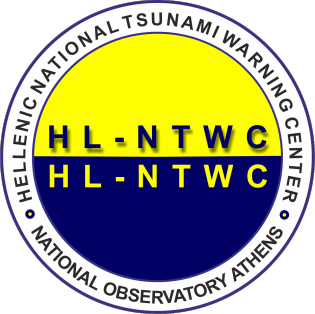 HELLENIC NATIONAL TSUNAMI WARNING CENTER
HL-NTWC
HL-NTWC
NATIONAL OBSERVATORY ATHENS